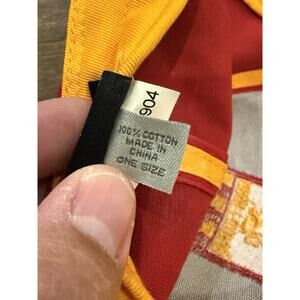 904
100% COTTON
MADE IN
CHINA
ONE SIZE